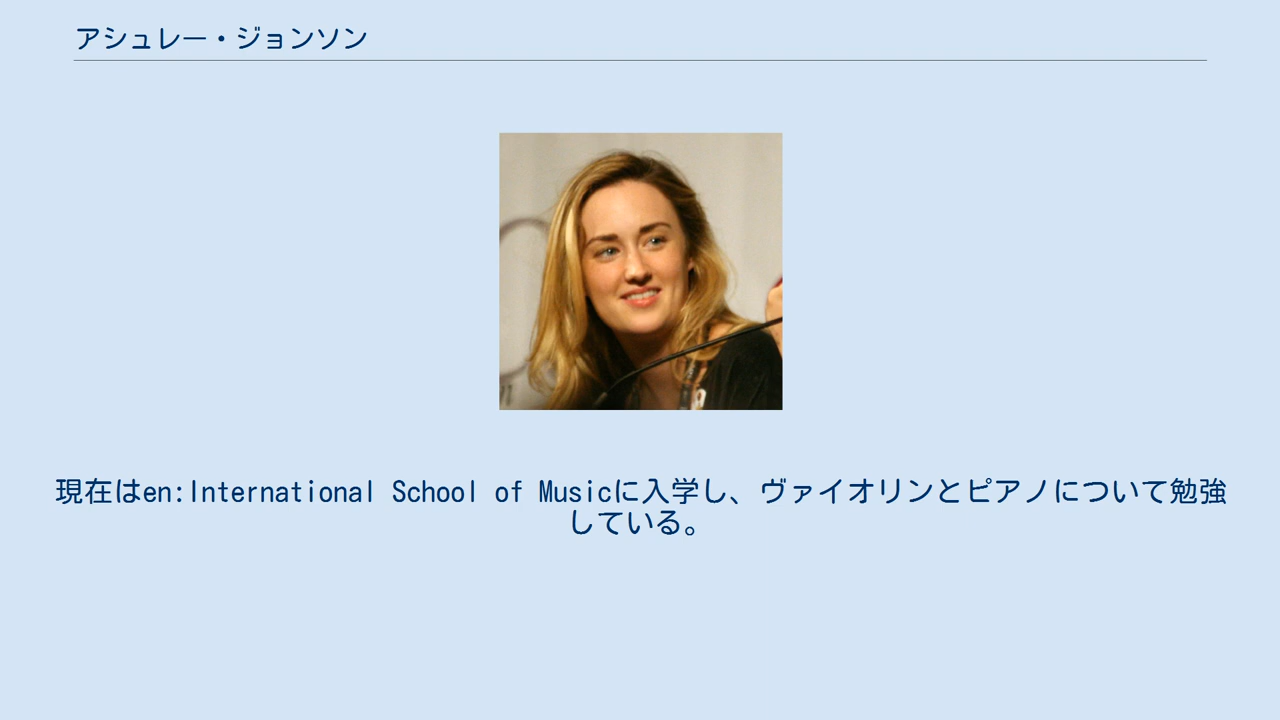 アシュレー・ジョンソン
現在はen:International School of Musicに入学し、ヴァイオリンとピアノについて勉強
している。